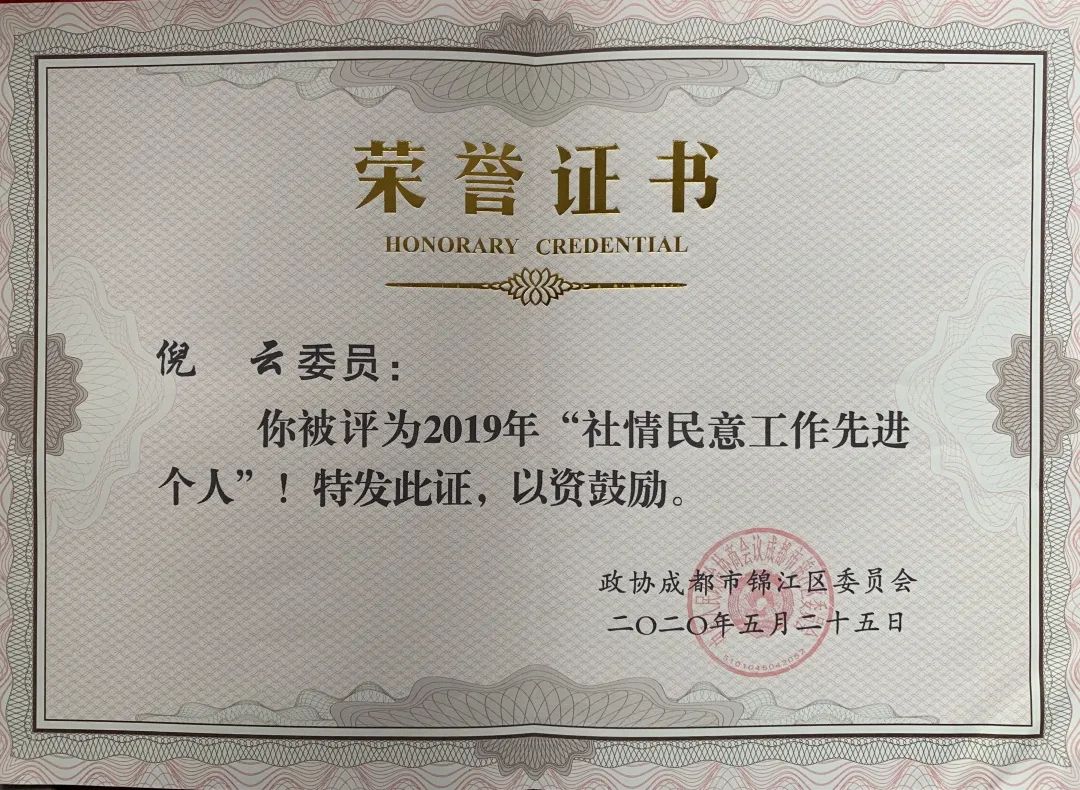 荣誉证书
HONORARY CREDENTIAL
倪 云委员：
你被评为2019年“社情民意工作先进
个人”！特发此证，以资鼓励。
政协成都市锦江区委员会
二〇二〇年五月二十五日
5101045042052